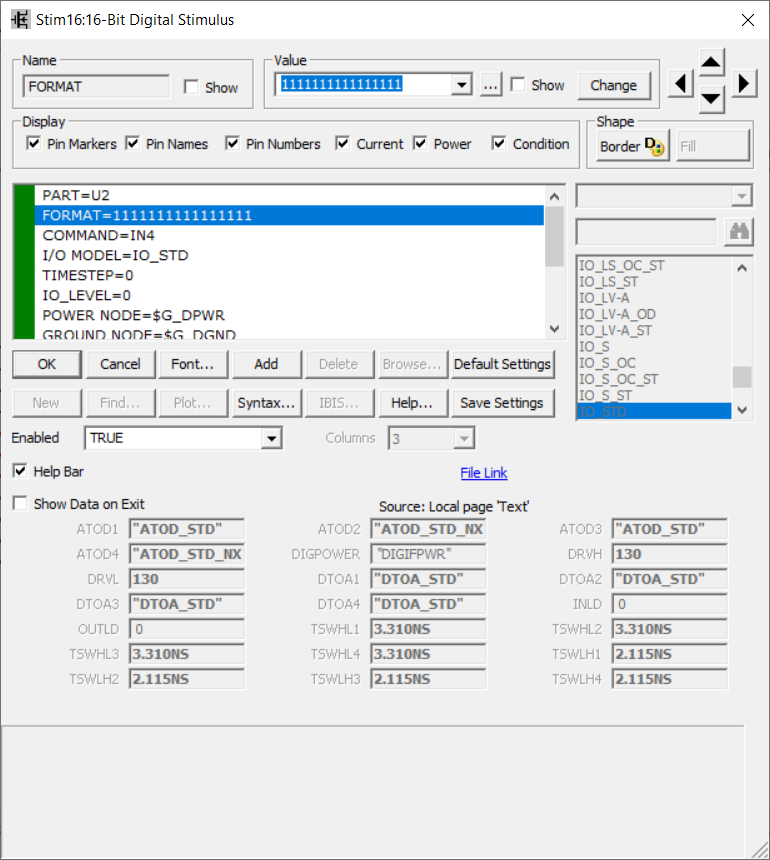 Stim16:16-Bit Digital Stimulus
Name
FORMAT
Show
Value
1111111111111111
...
Show
Change
Display
Pin Markers
Pin Names
Pin Numbers
Current
Power
Condition
Shape
Border
D
Fill
PART=U2
FORMAT=1111111111111111
COMMAND=IN4
I/O MODEL=IO_STD
TIMESTEP=0
IO_LEVEL=0
POWER NODE=$G_DPWR
GROUND NODE=$G_DGND
IO_LS_OC_ST
IO_LS_ST
IO_LV-A
IO_LV-A_OD
IO_LV-A_ST
IO_S
IO_S_OC
IO_S_OC_ST
IO_S_ST
IO_STD
OK Cancel Font... Add Delete Browse... Default Settings
New Find... Plot... Syntax... IBIS... Help... Save Settings
Enabled TRUE Columns 3
Help Bar File Link
Show Data on Exit Source: Local page 'Text'
ATOD1 "ATOD_STD" ATOD2 "ATOD_STD_NX ATOD3 "ATOD_STD"
ATOD4 "ATOD_STD_NX DIGPOWER "DIGIFPWR" DRVH 130
DRVL 130 DTOA1 "DTOA_STD" DTOA2 "DTOA_STD"
DTOA3 "DTOA_STD" DTOA4 "DTOA_STD" INLD 0
OUTLD 0 TSWHL1 3.310NS TSWHL2 3.310NS
TSWHL3 3.310NS TSWHL4 3.310NS TSWLH1 2.115NS
TSWLH2 2.115NS TSWLH3 2.115NS TSWLH4 2.115NS